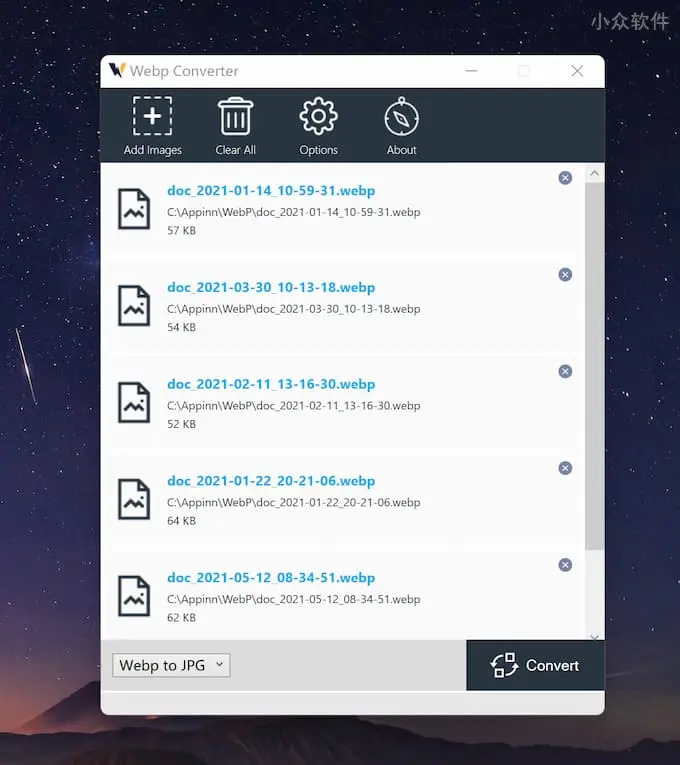 小众软件
Webp Converter
Add Images
Clear All
Options
About
doc_2021-01-14_10-59-31.webp
C:\Appinn\WebP\doc_2021-01-14_10-59-31.webp
57 KB
doc_2021-03-30_10-13-18.webp
C:\Appinn\WebP\doc_2021-03-30_10-13-18.webp
54 KB
doc_2021-02-11_13-16-30.webp
C:\Appinn\WebP\doc_2021-02-11_13-16-30.webp
52 KB
doc_2021-01-22_20-21-06.webp
C:\Appinn\WebP\doc_2021-01-22_20-21-06.webp
64 KB
doc_2021-05-12_08-34-51.webp
C:\Appinn\WebP\doc_2021-05-12_08-34-51.webp
62 KB
Webp to JPG
Convert